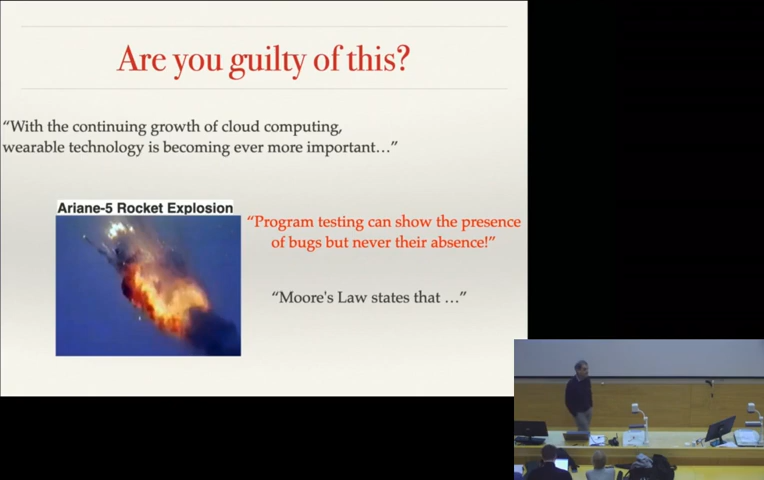 Are you guilty of this?
“With the continuing growth of cloud computing,
wearable technology is becoming ever more important…”
Ariane-5 Rocket Explosion
“Program testing can show the presence
of bugs but never their absence!”
“Moore's Law states that …”